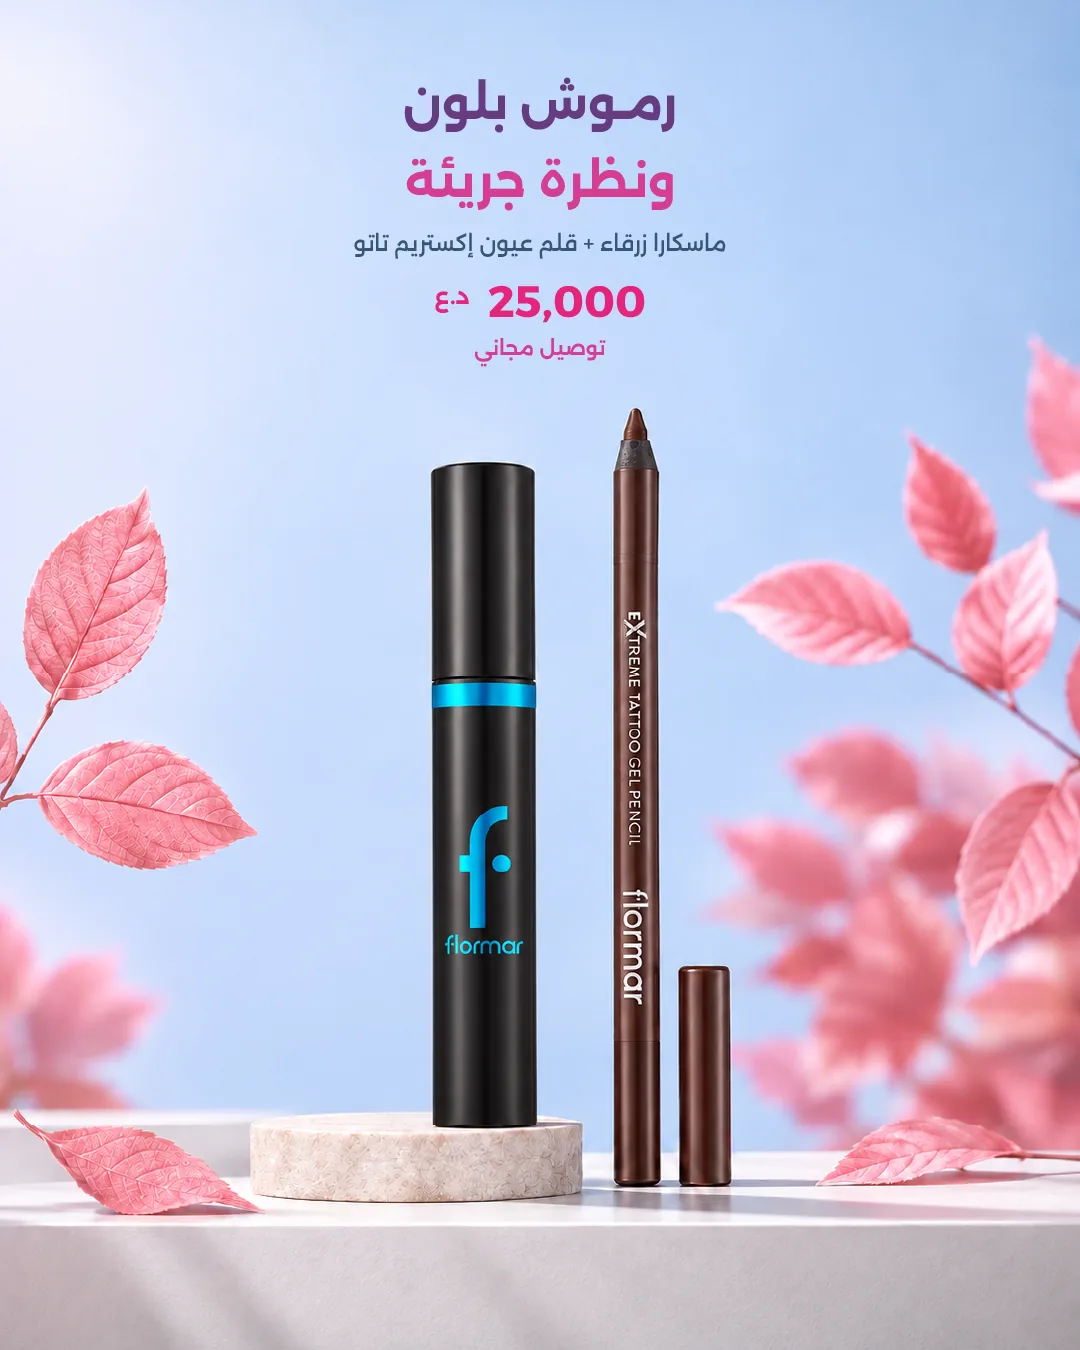 رموش بلون
ونظرة جريئة
ماسكارا زرقاء + قلم عيون إكستريم تاتو
25,000 د.ع
توصيل مجاني
f
flormar
EXTREME TATTOO GEL PENCIL
flormar